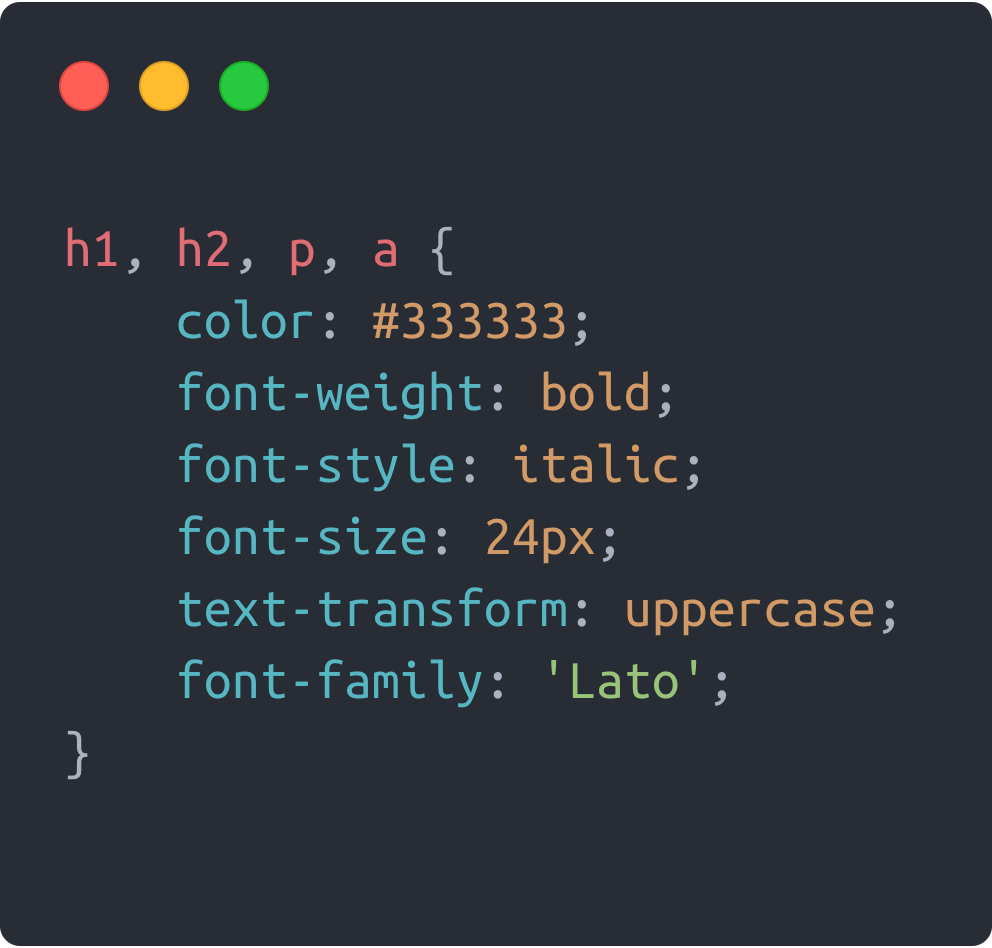 h1, h2, p, a {
    color: #333333;
    font-weight: bold;
    font-style: italic;
    font-size: 24px;
    text-transform: uppercase;
    font-family: 'Lato';
}